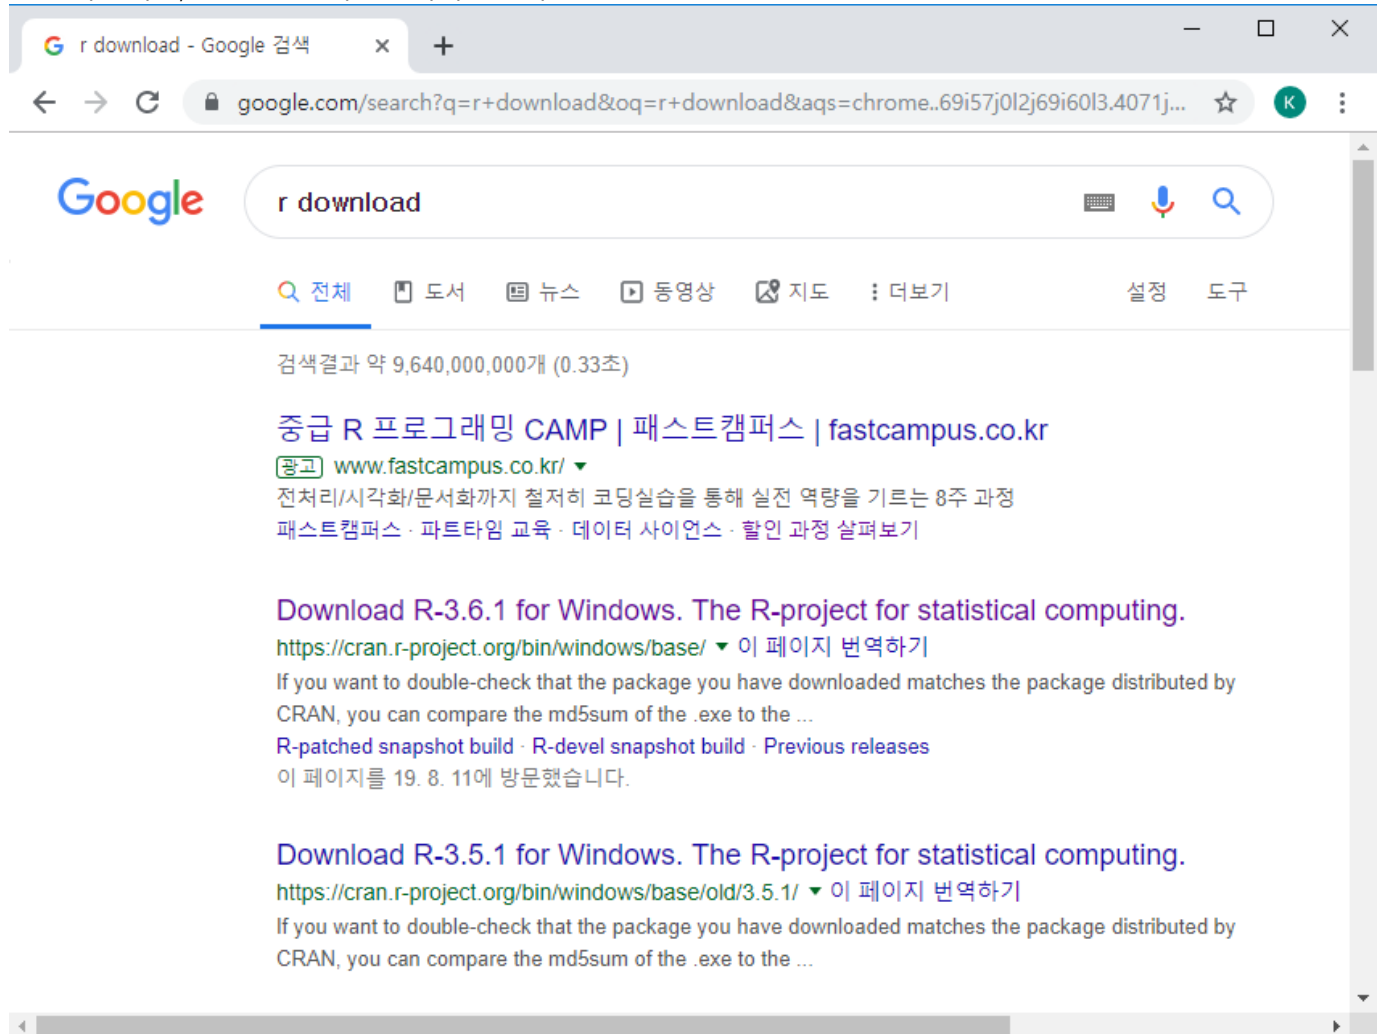 r download - Google 검색
google.com/search?q=r+download&oq=r+download&aqs=chrome..69i57j0l2j69i60l3.4071j...
K
Google
r download
전체 도서 뉴스 동영상 지도 더보기 설정 도구
검색결과 약 9,640,000,000개 (0.33초)
중급 R 프로그래밍 CAMP | 패스트캠퍼스 | fastcampus.co.kr
광고 www.fastcampus.co.kr/
전처리/시각화/문서화까지 철저히 코딩실습을 통해 실전 역량을 기르는 8주 과정
패스트캠퍼스 · 파트타임 교육 · 데이터 사이언스 · 할인 과정 살펴보기
Download R-3.6.1 for Windows. The R-project for statistical computing.
https://cran.r-project.org/bin/windows/base/ 이 페이지 번역하기
If you want to double-check that the package you have downloaded matches the package distributed by
CRAN, you can compare the md5sum of the .exe to the ...
R-patched snapshot build · R-devel snapshot build · Previous releases
이 페이지를 19. 8. 11에 방문했습니다.
Download R-3.5.1 for Windows. The R-project for statistical computing.
https://cran.r-project.org/bin/windows/base/old/3.5.1/ 이 페이지 번역하기
If you want to double-check that the package you have downloaded matches the package distributed by
CRAN, you can compare the md5sum of the .exe to the ...